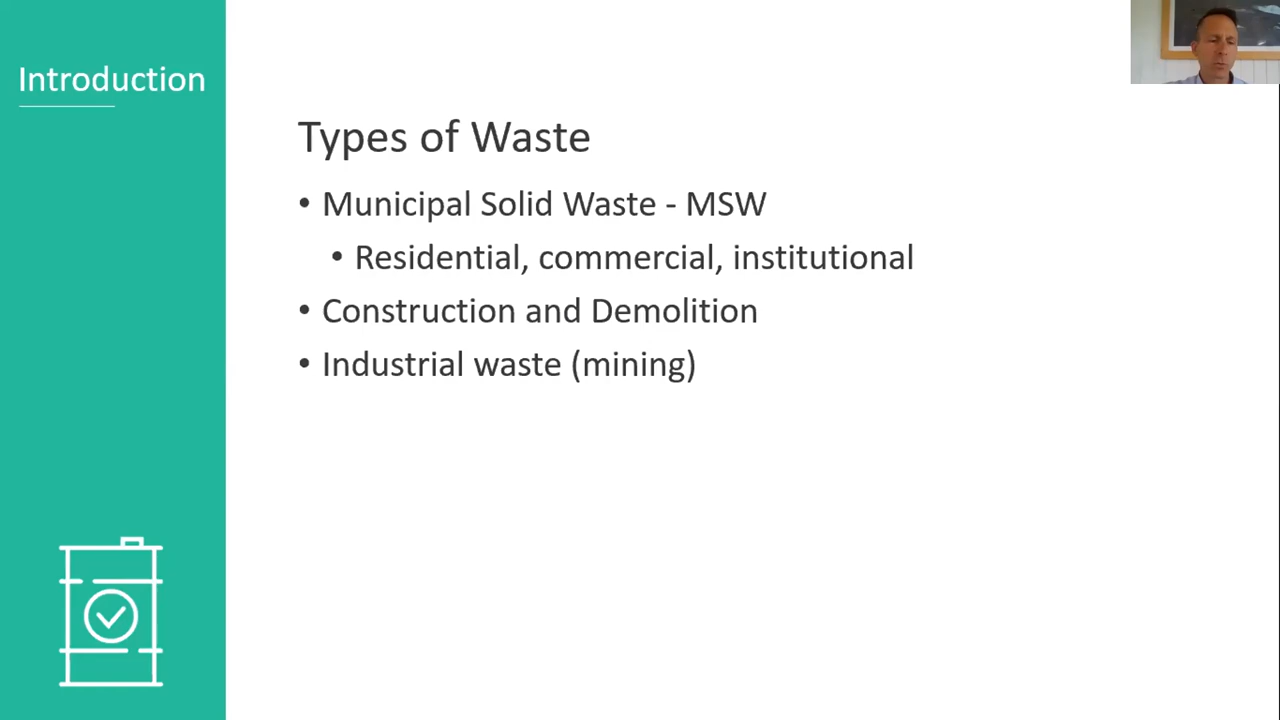 Introduction
Types of Waste
• Municipal Solid Waste - MSW
• Residential, commercial, institutional
• Construction and Demolition
• Industrial waste (mining)